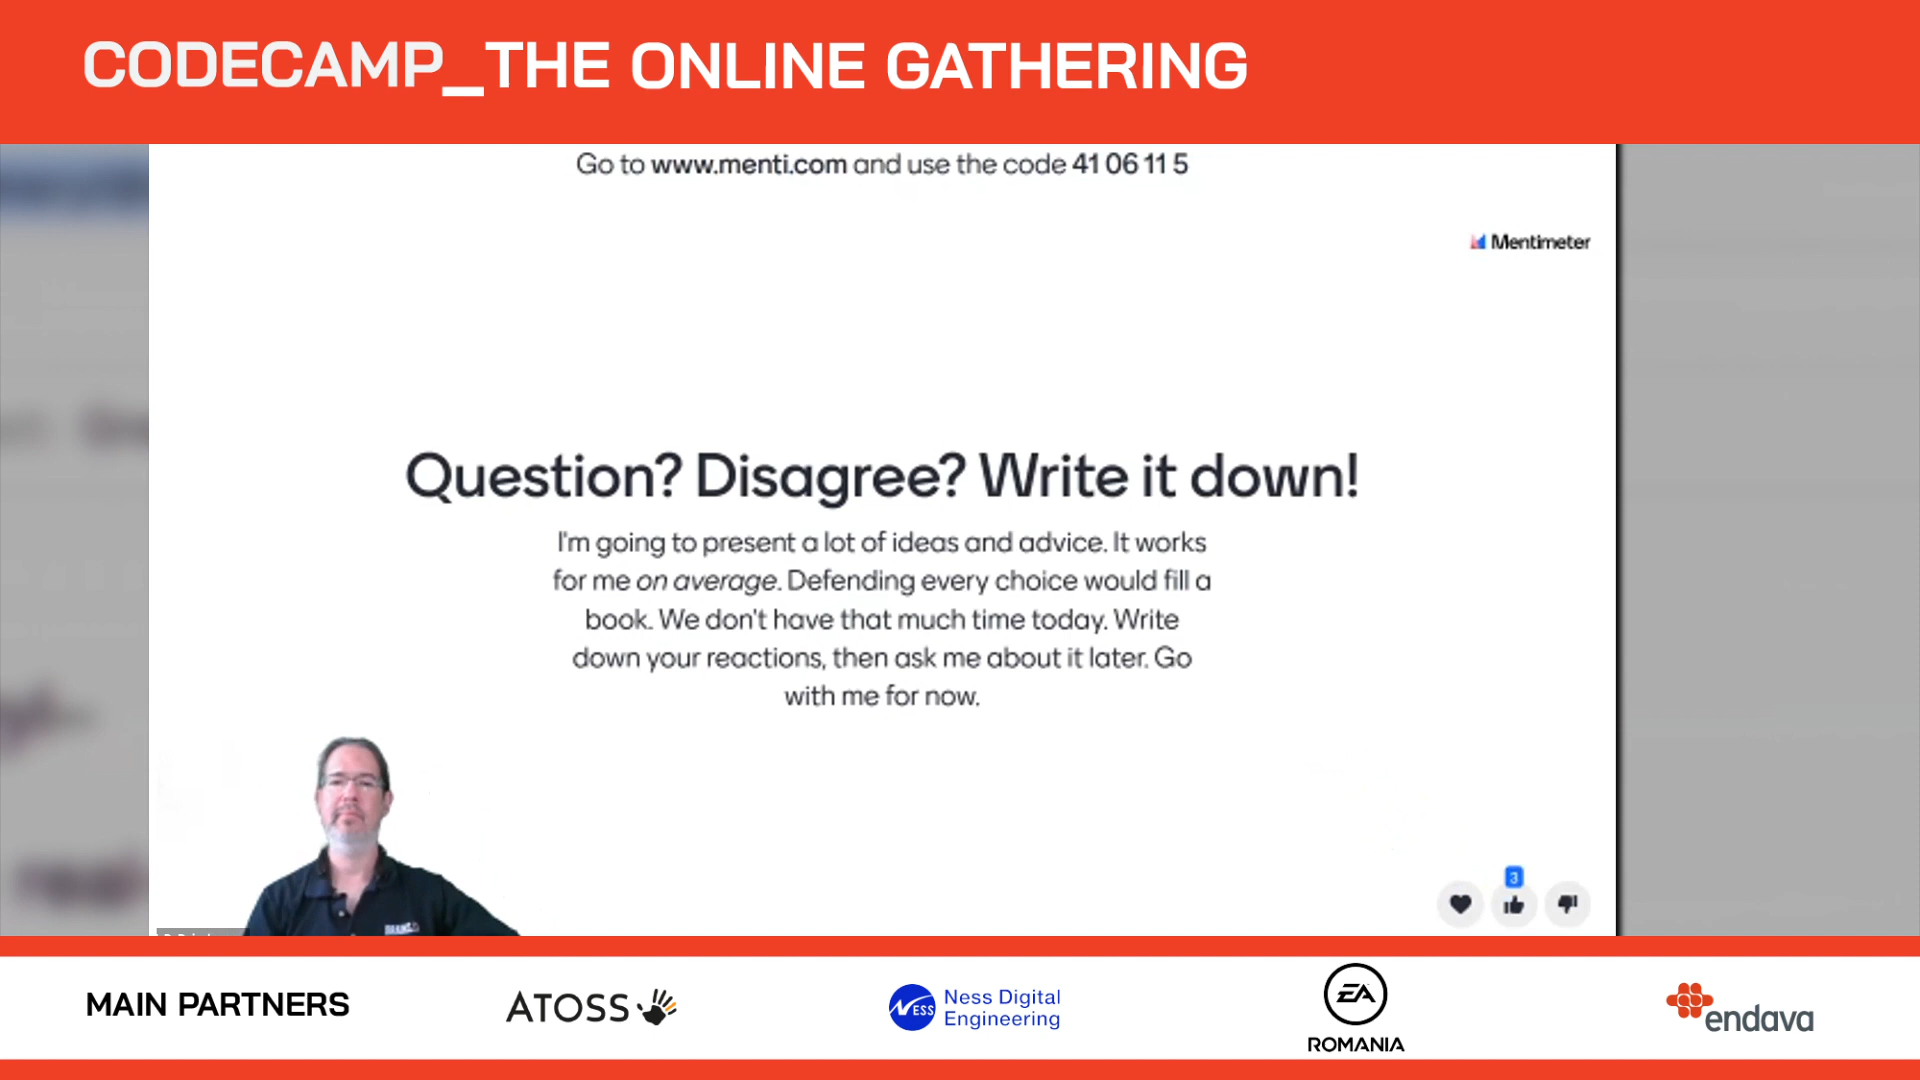 CODECAMP_THE ONLINE GATHERING
Go to www.menti.com and use the code 41 06 11 5
Mentimeter
Question? Disagree? Write it down!
I'm going to present a lot of ideas and advice. It works
for me on average. Defending every choice would fill a
book. We don't have that much time today. Write
down your reactions, then ask me about it later. Go
with me for now.
3
MAIN PARTNERS
ATOSS
NESS
Ness Digital
Engineering
EA
ROMANIA
endava